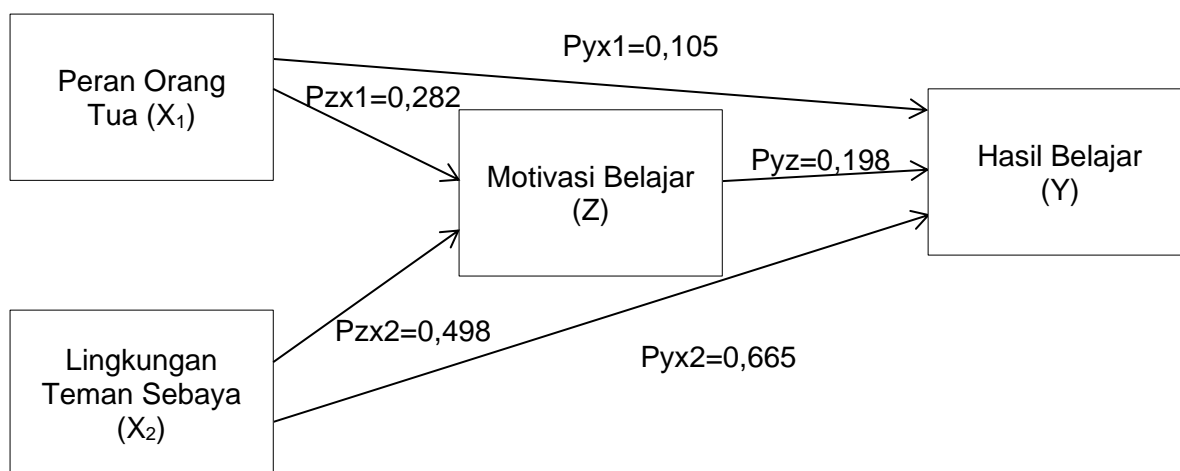 Peran Orang
Tua (X₁)
Pyx1=0,105
Pzx1=0,282
Motivasi Belajar
(Z)
Pyz=0,198
Hasil Belajar
(Y)
Lingkungan
Teman Sebaya
(X₂)
Pzx2=0,498
Pyx2=0,665